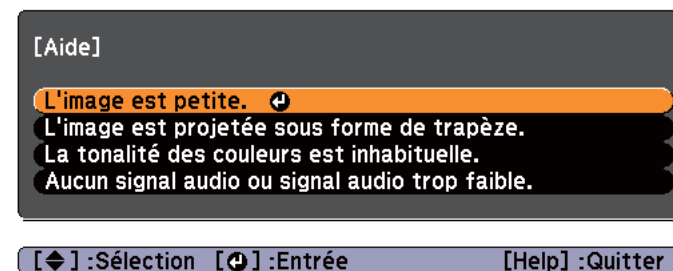 [Aide]
L'image est petite.
L'image est projetée sous forme de trapèze.
La tonalité des couleurs est inhabituelle.
Aucun signal audio ou signal audio trop faible.
[◆] :Sélection [↵] :Entrée [Help] :Quitter